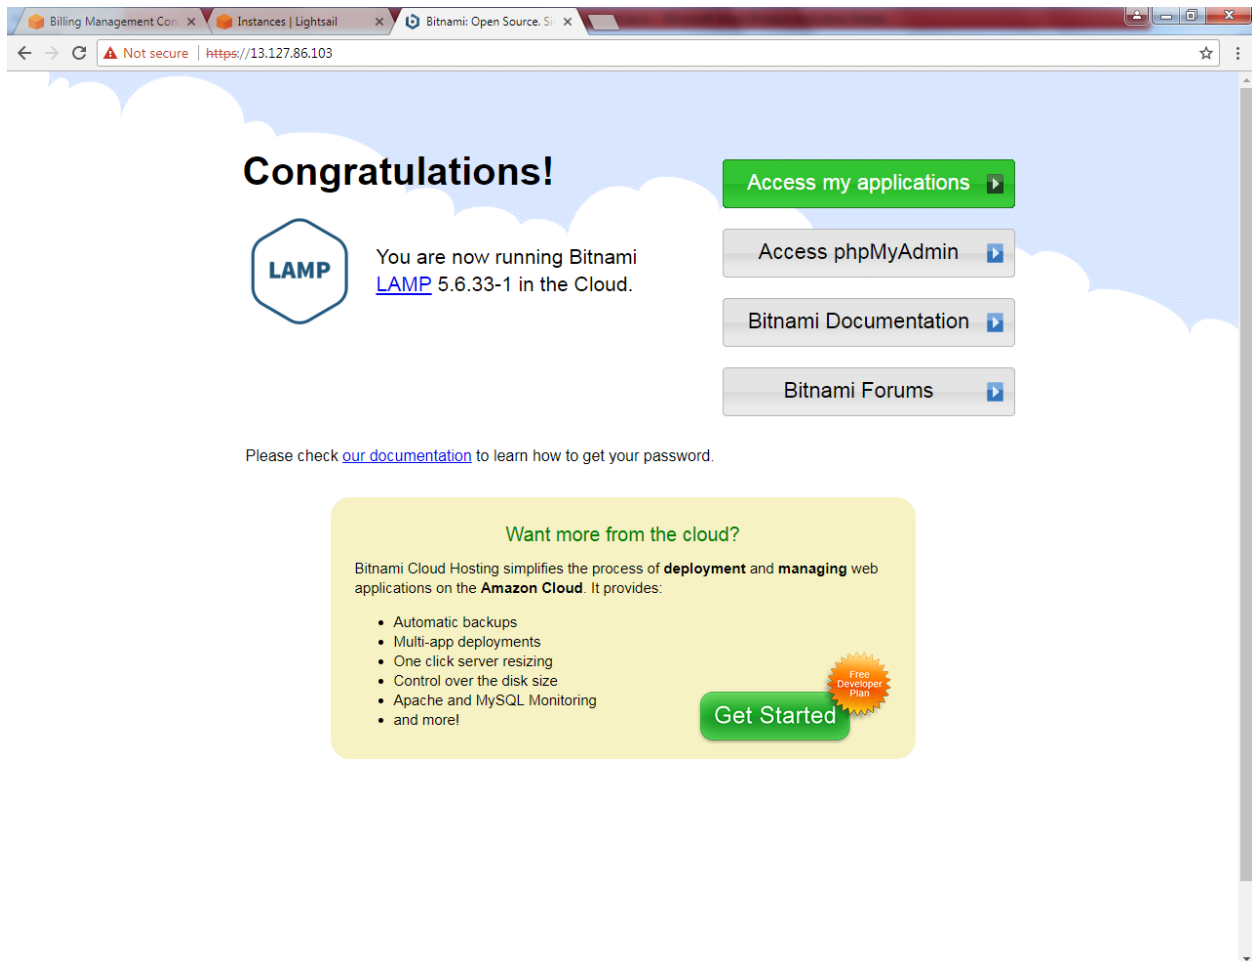 Billing Management Con
Instances | Lightsail
Bitnami: Open Source. Si
Not secure | https://13.127.86.103
Congratulations!
LAMP
You are now running Bitnami
LAMP 5.6.33-1 in the Cloud.
Access my applications
Access phpMyAdmin
Bitnami Documentation
Bitnami Forums
Please check our documentation to learn how to get your password.
Want more from the cloud?
Bitnami Cloud Hosting simplifies the process of deployment and managing web
applications on the Amazon Cloud. It provides:
• Automatic backups
• Multi-app deployments
• One click server resizing
• Control over the disk size
• Apache and MySQL Monitoring
• and more!
Free
Developer
Plan
Get Started